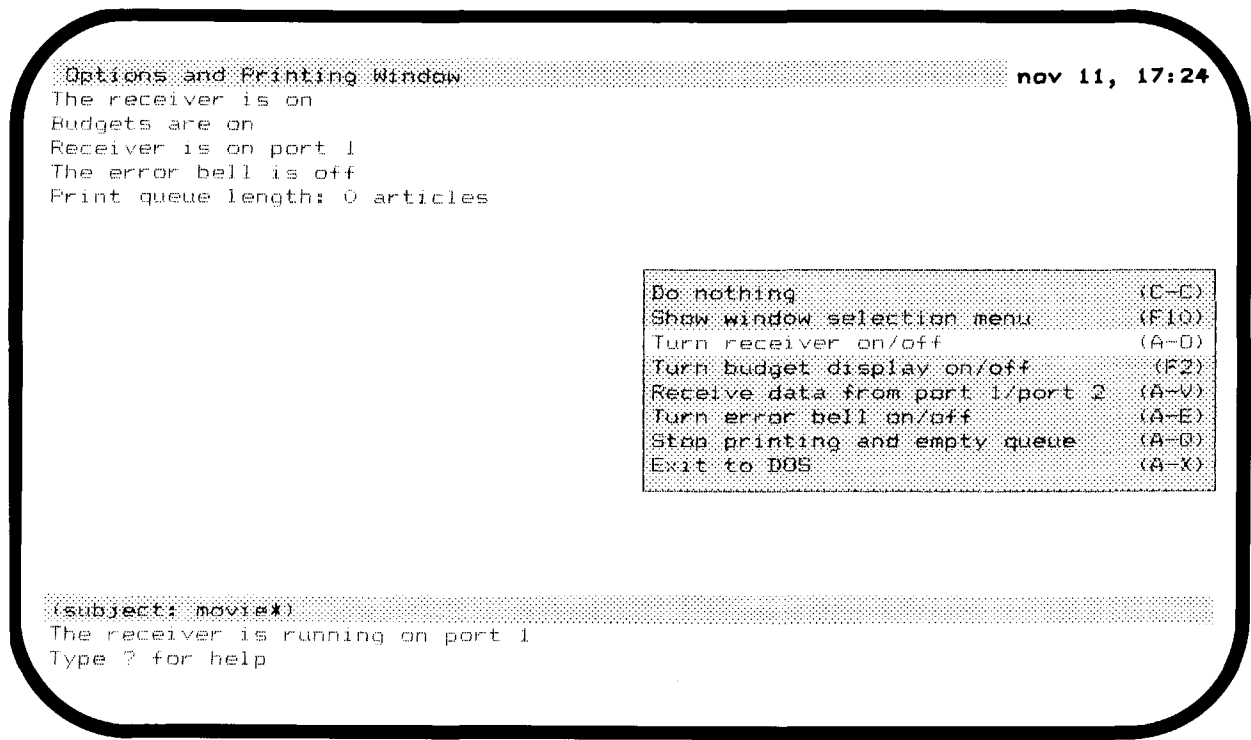 Options and Printing Window nov 11, 17:24
The receiver is on
Budgets are on
Receiver is on port 1
The error bell is off
Print queue length: 0 articles
Do nothing (C-C)
Show window selection menu (F10)
Turn receiver on/off (A-O)
Turn budget display on/off (F2)
Receive data from port 1/port 2 (A-V)
Turn error bell on/off (A-E)
Stop printing and empty queue (A-Q)
Exit to DOS (A-X)
(subject: movie*)
The receiver is running on port 1
Type ? for help